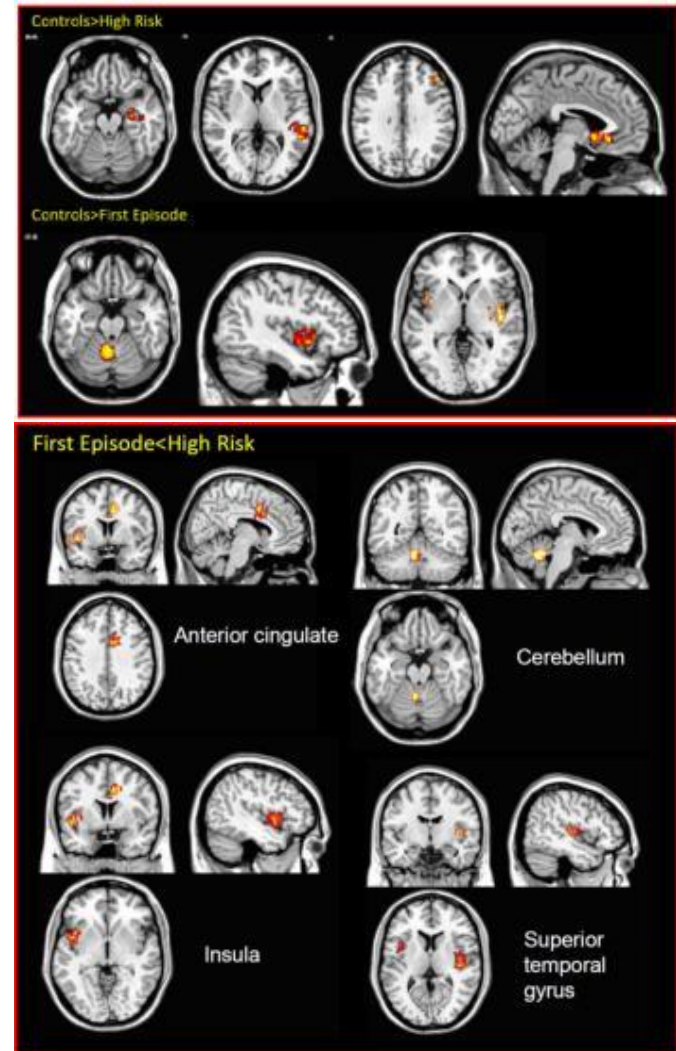 Controls>High Risk
Controls>First Episode
First Episode<High Risk
Anterior cingulate
Cerebellum
Insula
Superior
temporal
gyrus